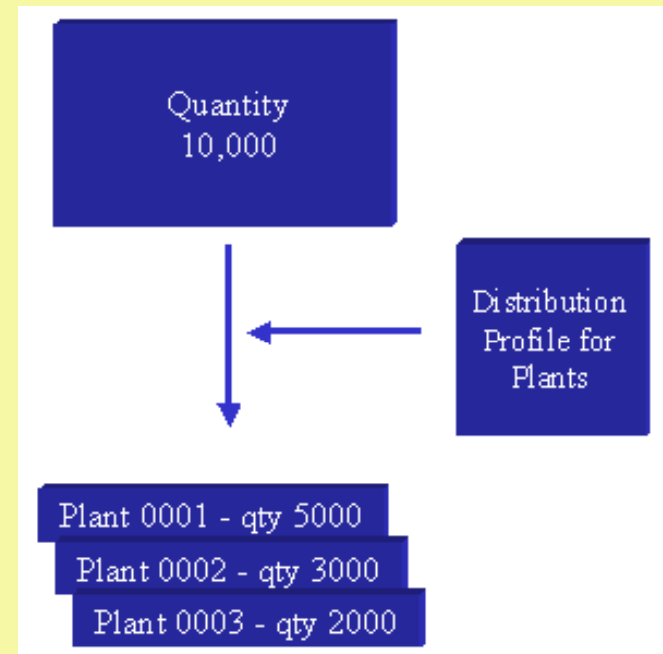 Quantity
10,000
Distribution
Profile for
Plants
Plant 0001 - qty 5000
Plant 0002 - qty 3000
Plant 0003 - qty 2000